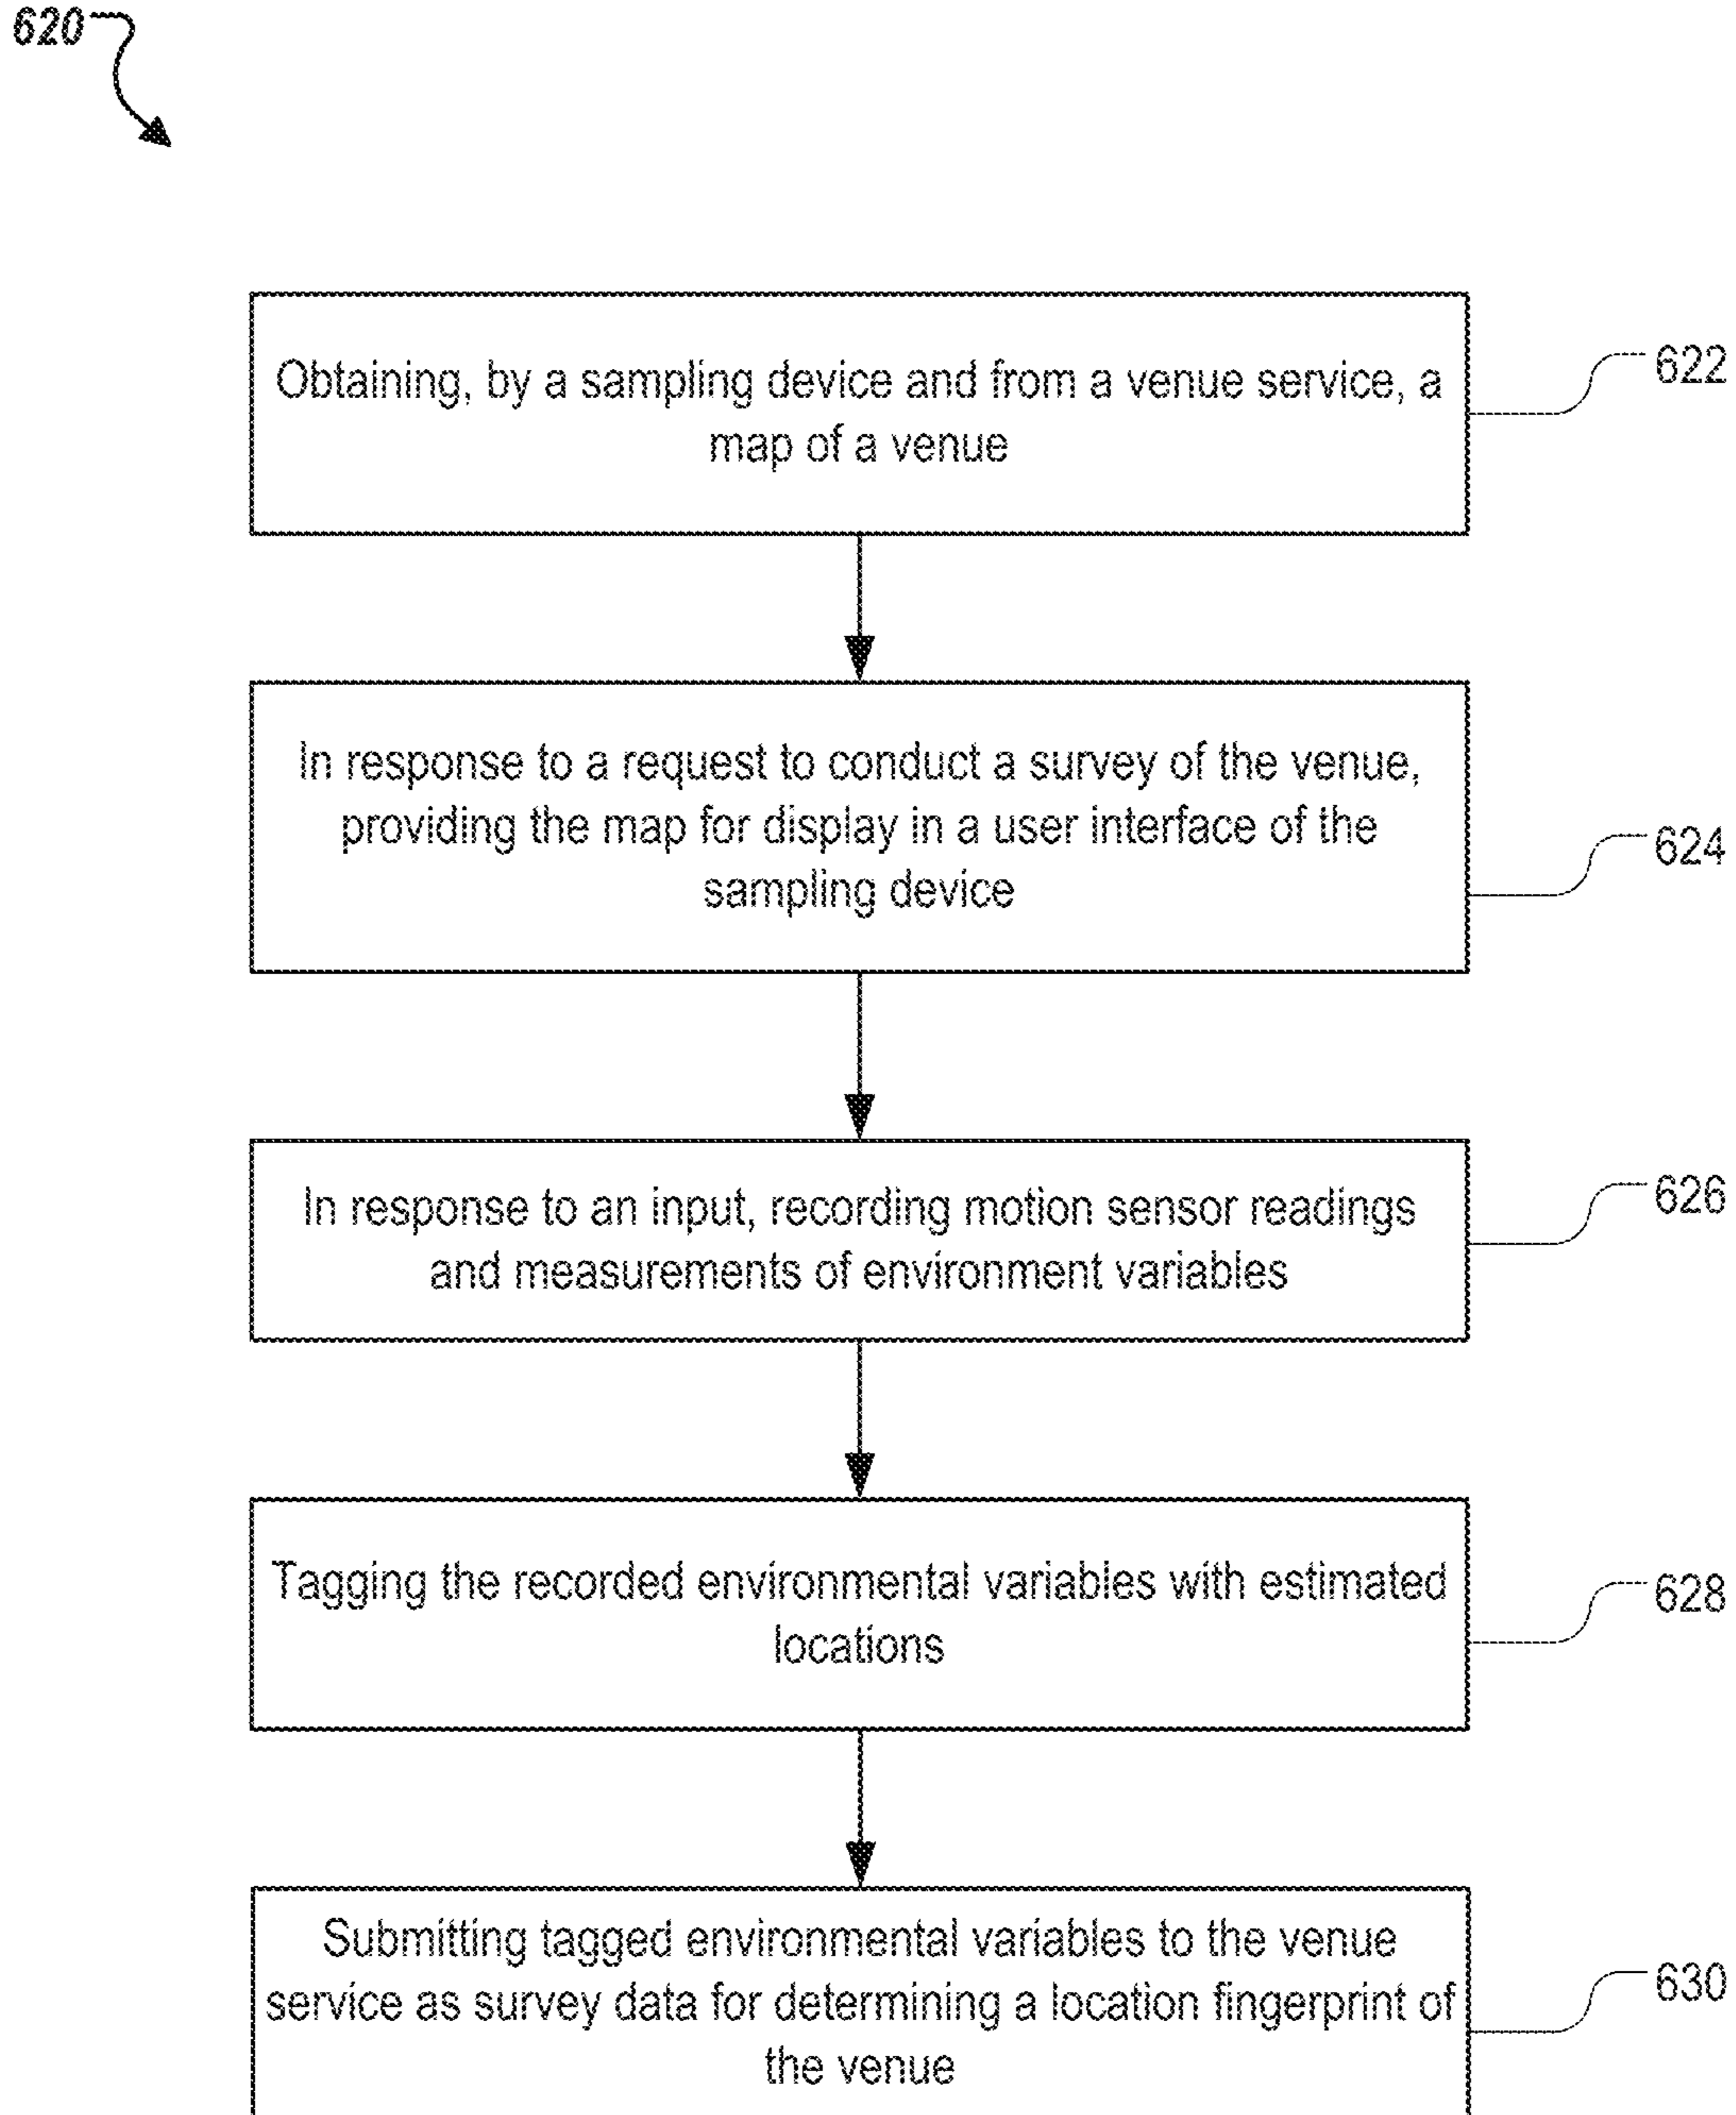 620
Obtaining, by a sampling device and from a venue service, a
map of a venue
622
In response to a request to conduct a survey of the venue,
providing the map for display in a user interface of the
sampling device
624
In response to an input, recording motion sensor readings
and measurements of environment variables
626
Tagging the recorded environmental variables with estimated
locations
628
Submitting tagged environmental variables to the venue
service as survey data for determining a location fingerprint of
the venue
630